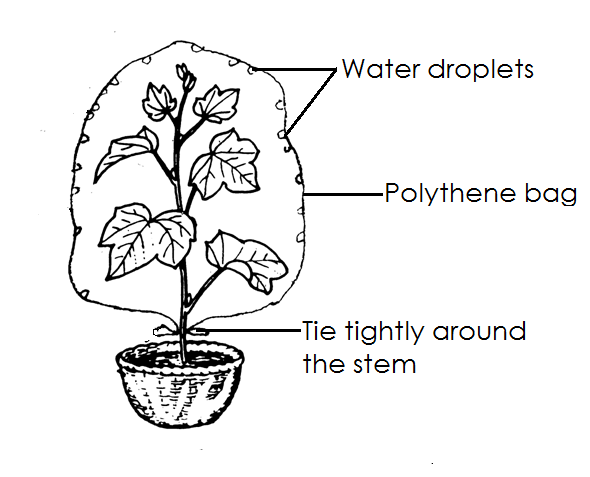 Water droplets
Polythene bag
Tie tightly around
the stem